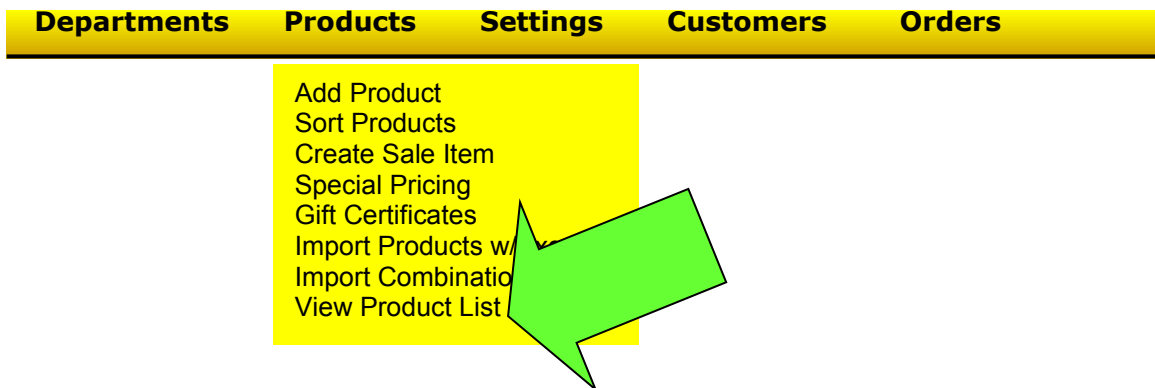 Departments Products Settings Customers Orders
Add Product
Sort Products
Create Sale Item
Special Pricing
Gift Certificates
Import Products
Import
View Product List